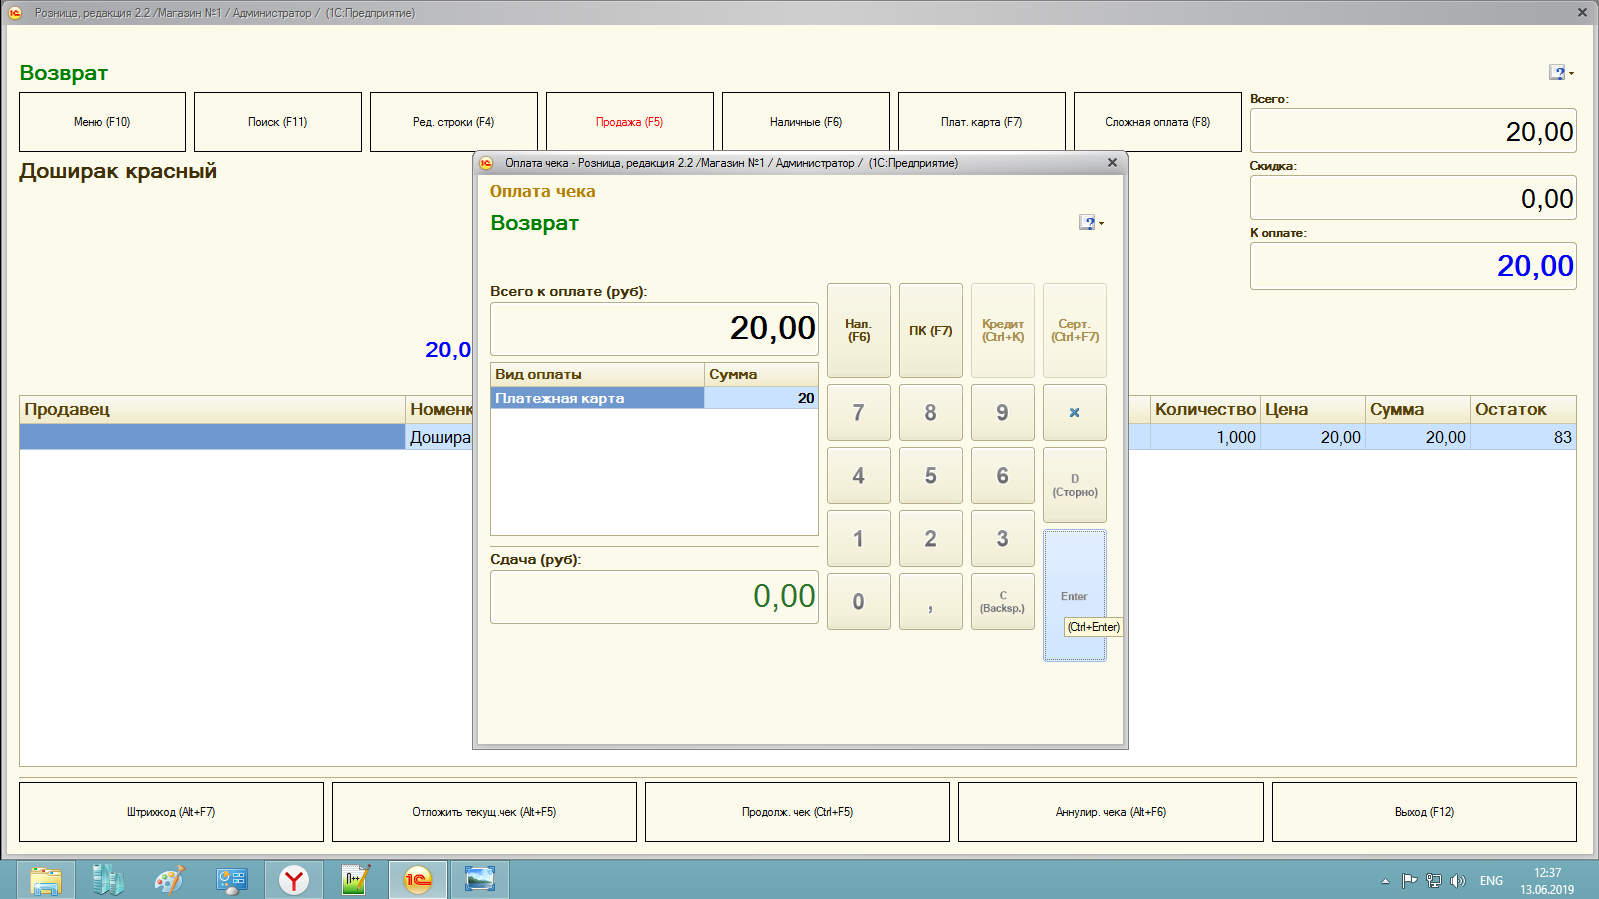 Розница, редакция 2.2 /Магазин №1 / Администратор / (1С:Предприятие)
Возврат
Меню (F10)
Поиск (F11)
Ред. строки (F4)
Продажа (F5)
Наличные (F6)
Плат. карта (F7)
Сложная оплата (F8)
Всего:
20,00
Скидка:
0,00
К оплате:
20,00
Доширак красный
20,0
Продавец
Номенк
Количество
Цена
Сумма
Остаток
Дошира
1,000
20,00
20,00
83
Оплата чека - Розница, редакция 2.2 /Магазин №1 / Администратор / (1С:Предприятие)
Оплата чека
Возврат
Всего к оплате (руб):
20,00
Вид оплаты
Сумма
Платежная карта
20
Сдача (руб):
0,00
Нал.
(F6)
ПК (F7)
Кредит
(Ctrl+K)
Серт.
(Ctrl+F7)
7
8
9
4
5
6
D
(Сторно)
1
2
3
Enter
(Ctrl+Enter)
0
,
C
(Backsp.)
Штрихкод (Alt+F7)
Отложить текущ.чек (Alt+F5)
Продолж. чек (Ctrl+F5)
Аннулир. чека (Alt+F6)
Выход (F12)
ENG
12:37
13.06.2019